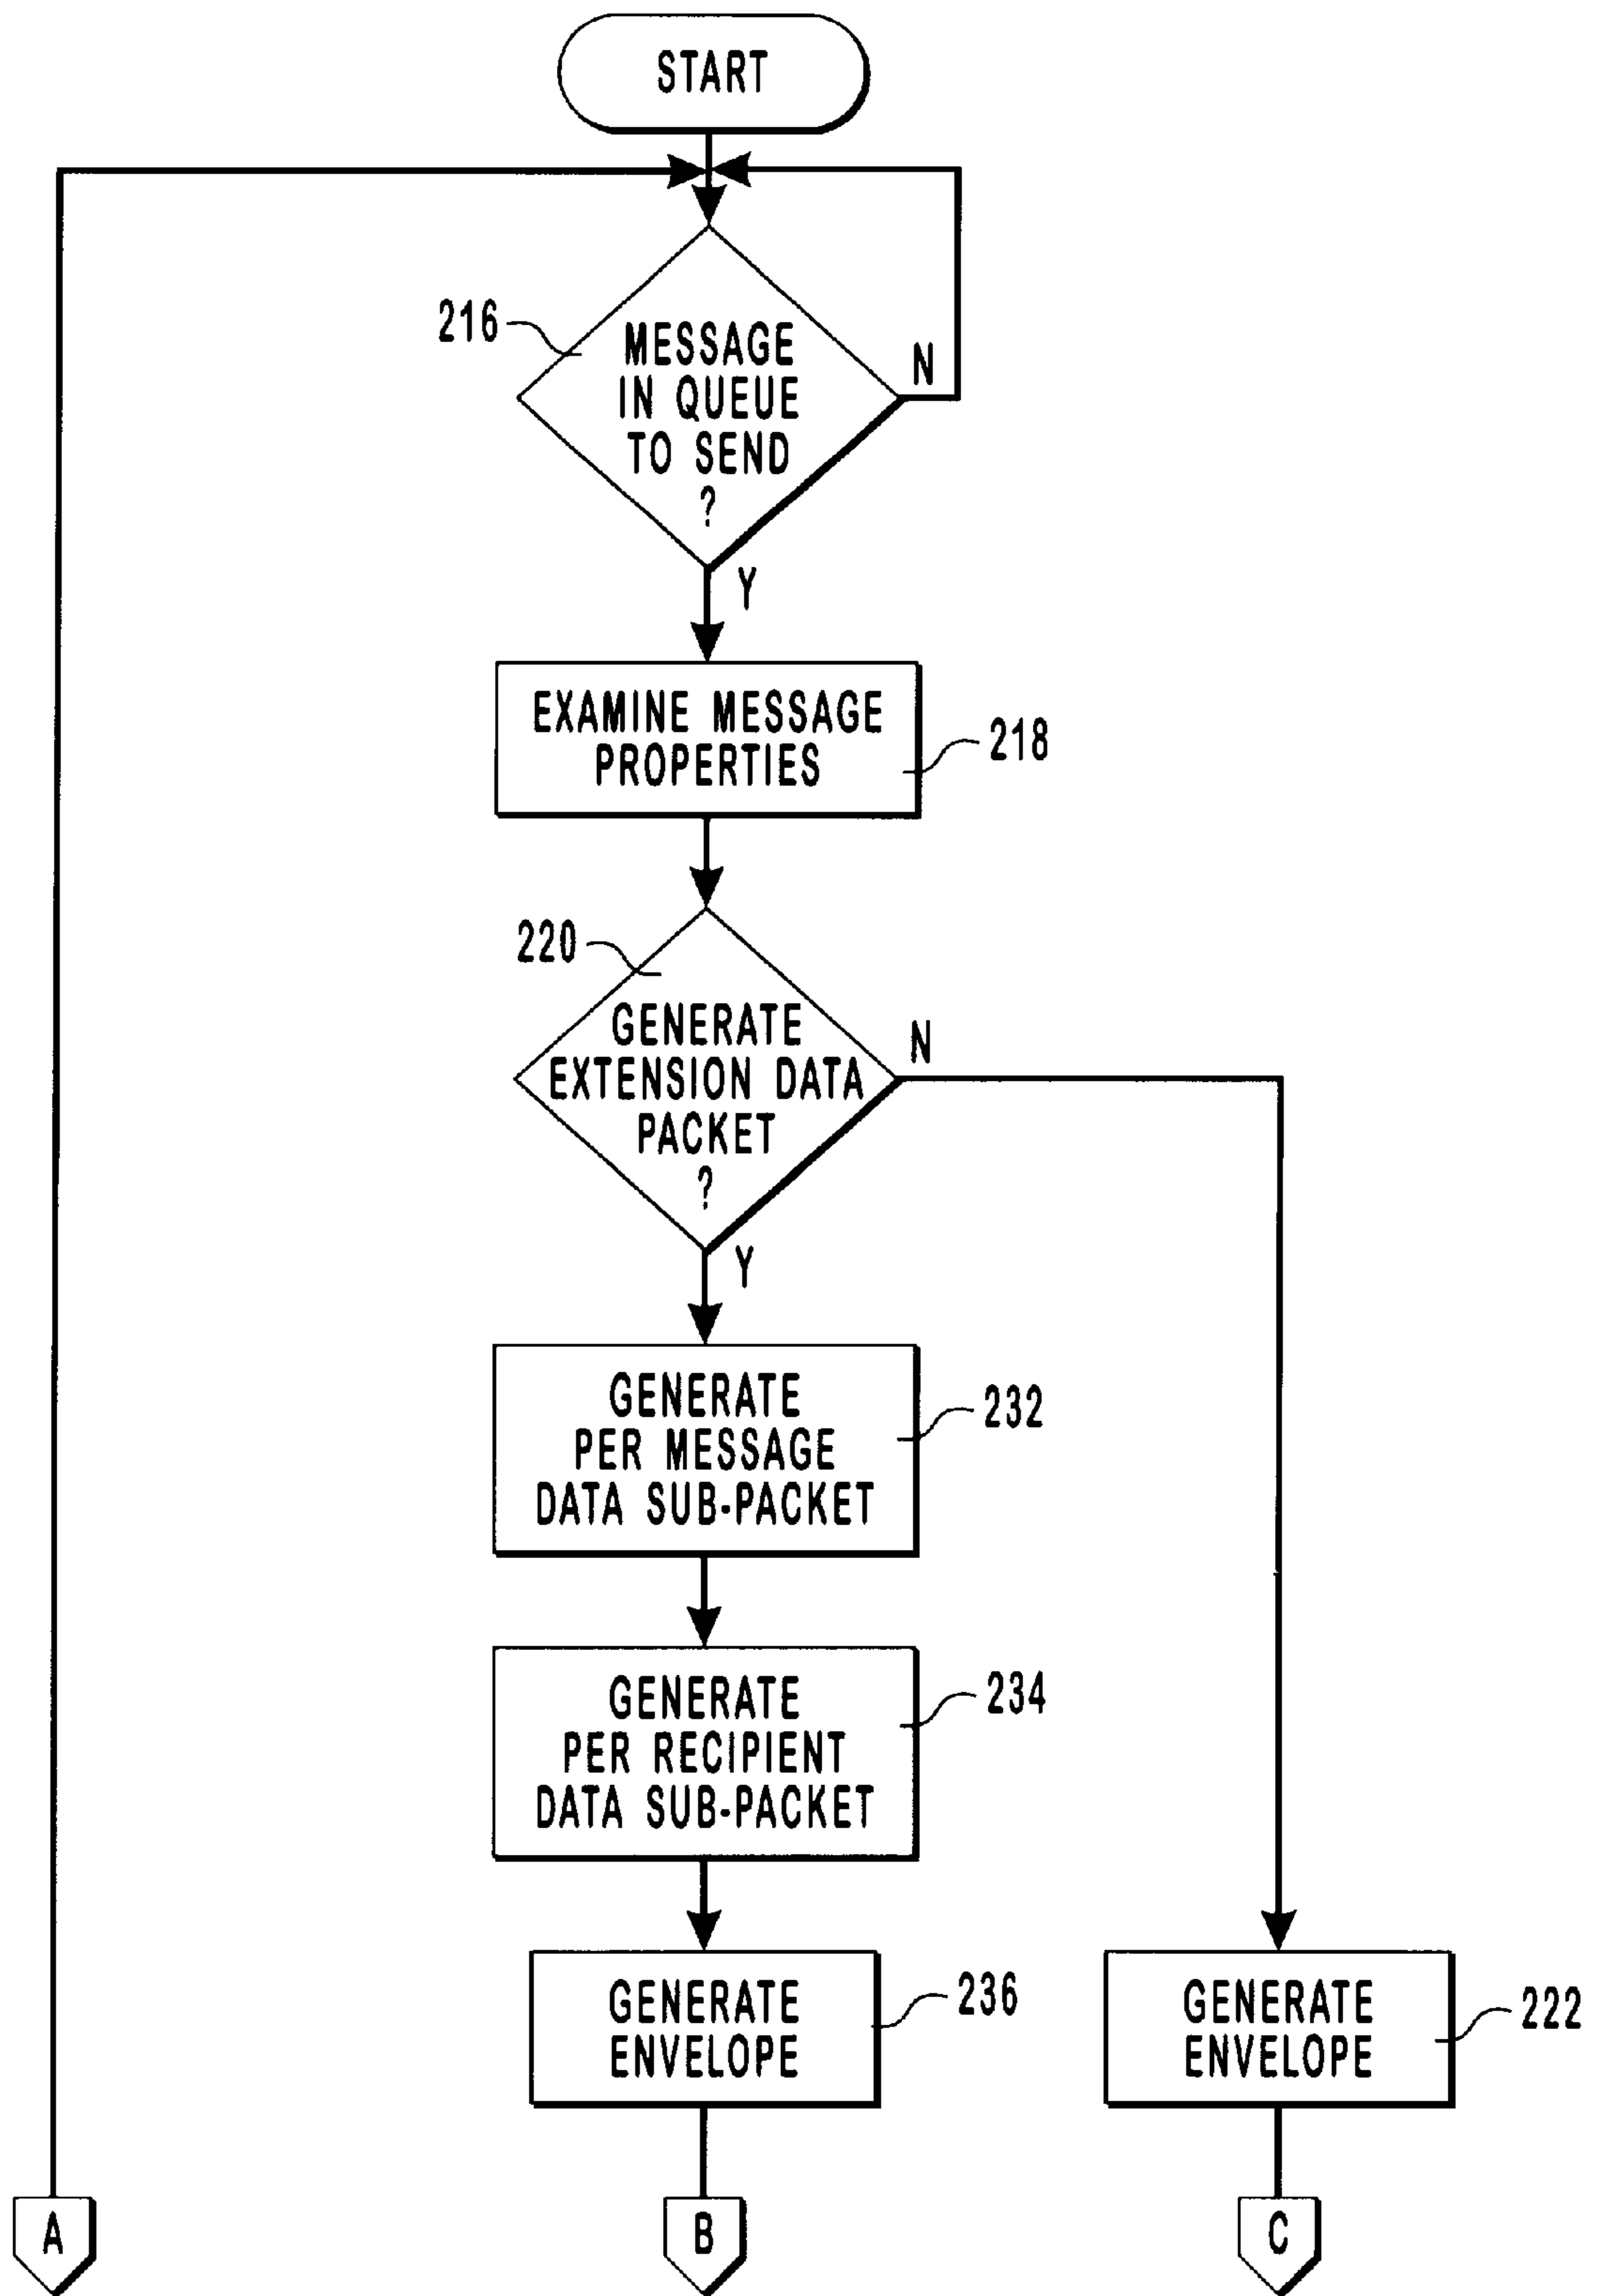 START
216
MESSAGE
IN QUEUE
TO SEND
?
N
Y
EXAMINE MESSAGE
PROPERTIES
218
220
GENERATE
EXTENSION DATA
PACKET
?
N
Y
GENERATE
PER MESSAGE
DATA SUB-PACKET
232
GENERATE
PER RECIPIENT
DATA SUB-PACKET
234
GENERATE
ENVELOPE
236
GENERATE
ENVELOPE
222
A
B
C